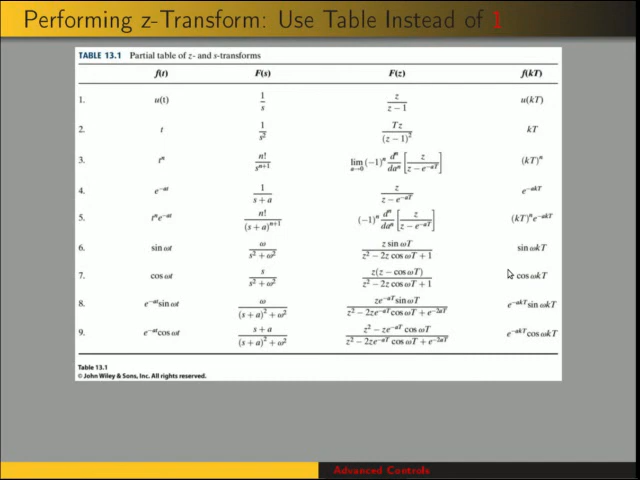 Performing z-Transform: Use Table Instead of 1
TABLE 13.1 Partial table of z- and s-transforms
f(t) F(s) F(z) f(kT)
1. u(t) 1/s z/(z − 1) u(kT)
2. t 1/s² Tz/(z − 1)² kT
3. tⁿ n!/sⁿ⁺¹ lim a→0 (−1)ⁿ dⁿ/daⁿ [z/(z − e⁻ᵃᵀ)] (kT)ⁿ
4. e⁻ᵃᵗ 1/(s + a) z/(z − e⁻ᵃᵀ) e⁻ᵃᵏᵀ
5. tⁿe⁻ᵃᵗ n!/(s + a)ⁿ⁺¹ (−1)ⁿ dⁿ/daⁿ [z/(z − e⁻ᵃᵀ)] (kT)ⁿe⁻ᵃᵏᵀ
6. sin ωt ω/(s² + ω²) z sin ωT/(z² − 2z cos ωT + 1) sin ωkT
7. cos ωt s/(s² + ω²) z(z − cos ωT)/(z² − 2z cos ωT + 1) cos ωkT
8. e⁻ᵃᵗ sin ωt ω/((s + a)² + ω²) ze⁻ᵃᵀ sin ωT/(z² − 2ze⁻ᵃᵀ cos ωT + e⁻²ᵃᵀ) e⁻ᵃᵏᵀ sin ωkT
9. e⁻ᵃᵗ cos ωt (s + a)/((s + a)² + ω²) (z² − ze⁻ᵃᵀ cos ωT)/(z² − 2ze⁻ᵃᵀ cos ωT + e⁻²ᵃᵀ) e⁻ᵃᵏᵀ cos ωkT
Table 13.1
© John Wiley & Sons, Inc. All rights reserved.
Advanced Controls